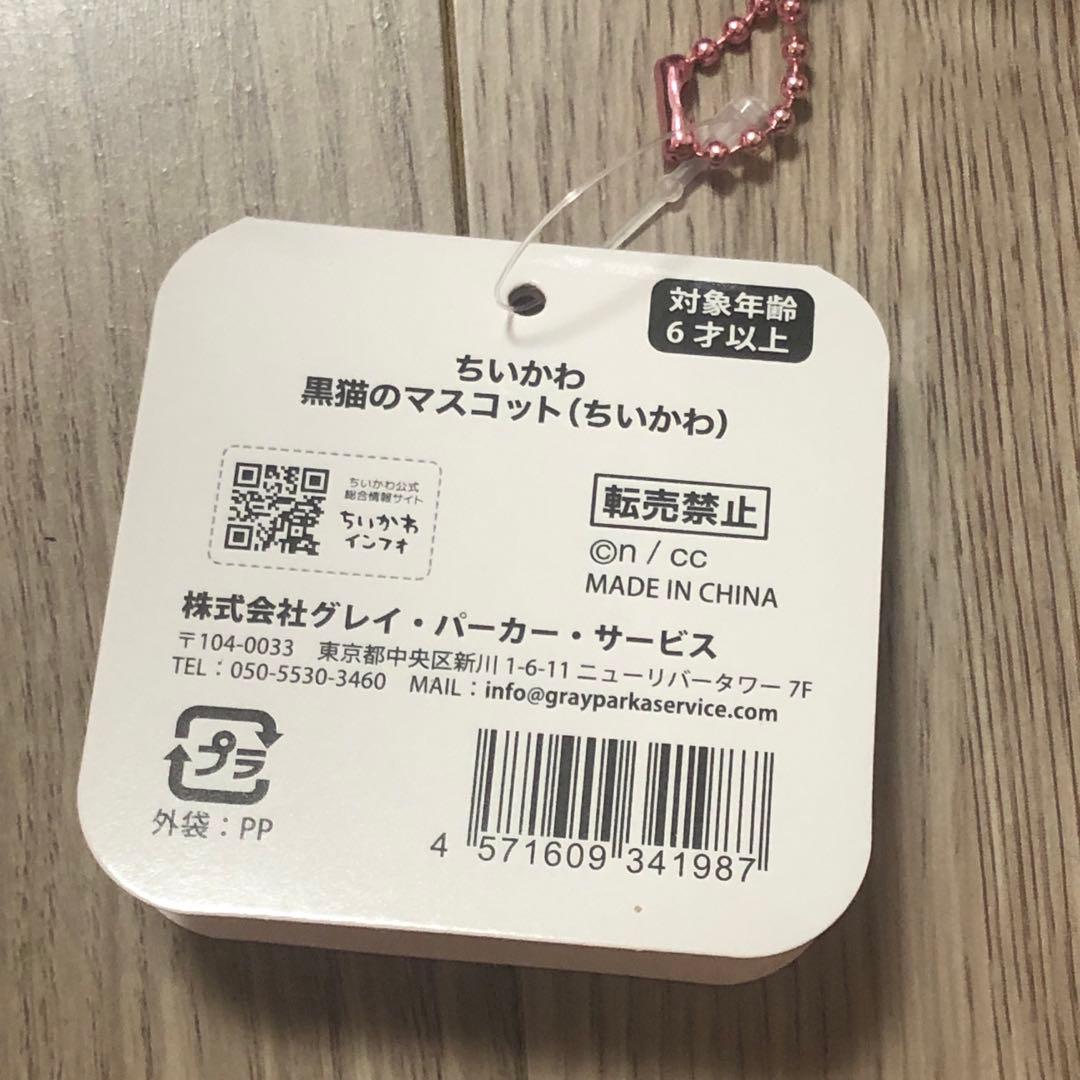 対象年齢
6才以上
ちいかわ
黒猫のマスコット(ちいかわ)
ちいかわ公式
総合情報サイト
ちいかわ
インフォ
転売禁止
©n / cc
MADE IN CHINA
株式会社グレイ・パーカー・サービス
〒104-0033 東京都中央区新川1-6-11ニューリバータワー7F
TEL:050-5530-3460 MAIL:info@grayparkaservice.com
プラ
外袋:PP
4 571609 341987